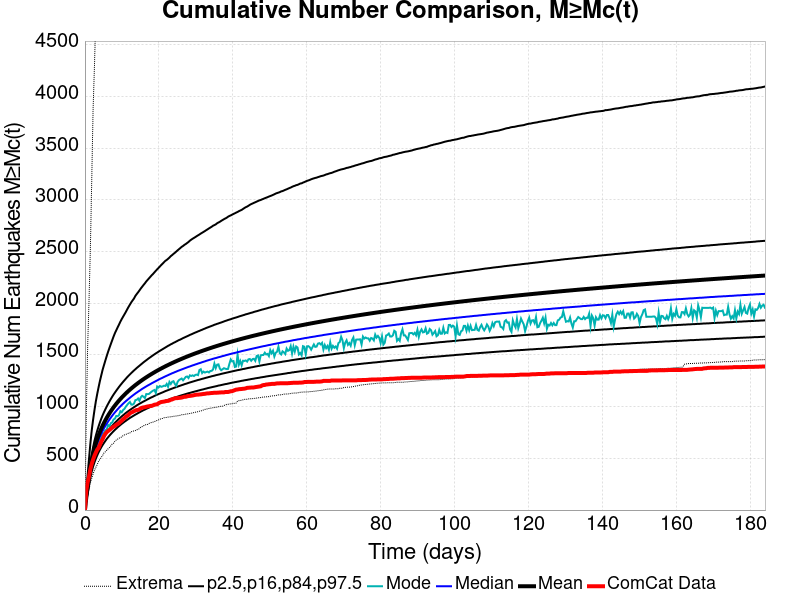 Cumulative Number Comparison, M≥Mc(t)
Cumulative Num Earthquakes M≥Mc(t)
4500
4000
3500
3000
2500
2000
1500
1000
500
0
0 20 40 60 80 100 120 140 160 180
Time (days)
Extrema p2.5,p16,p84,p97.5 Mode Median Mean ComCat Data